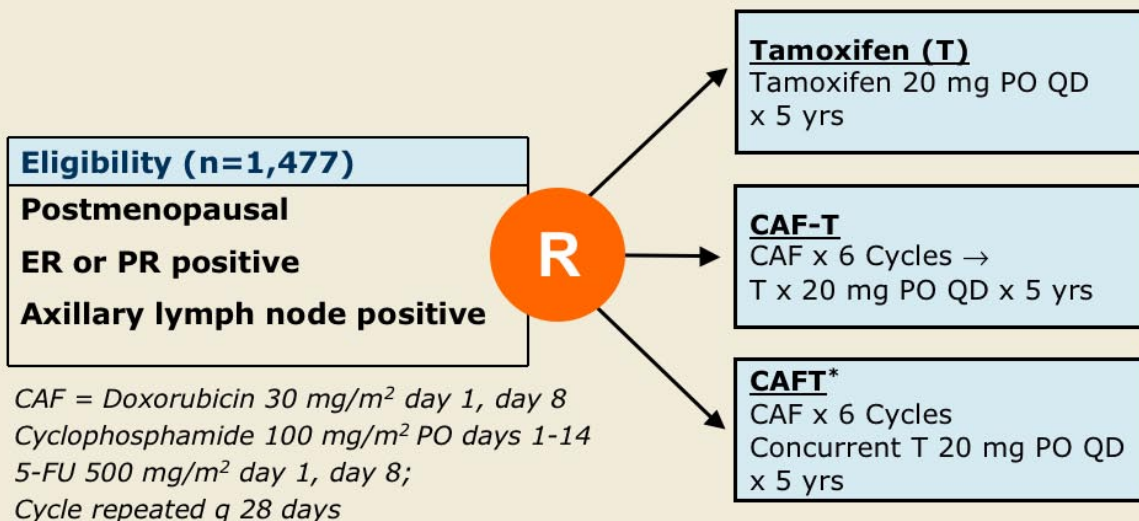 Eligibility (n=1,477)
Postmenopausal
ER or PR positive
Axillary lymph node positive
CAF = Doxorubicin 30 mg/m² day 1, day 8
Cyclophosphamide 100 mg/m² PO days 1-14
5-FU 500 mg/m² day 1, day 8;
Cycle repeated q 28 days
R
Tamoxifen (T)
Tamoxifen 20 mg PO QD
x 5 yrs
CAF-T
CAF x 6 Cycles →
T x 20 mg PO QD x 5 yrs
CAFT*
CAF x 6 Cycles
Concurrent T 20 mg PO QD
x 5 yrs